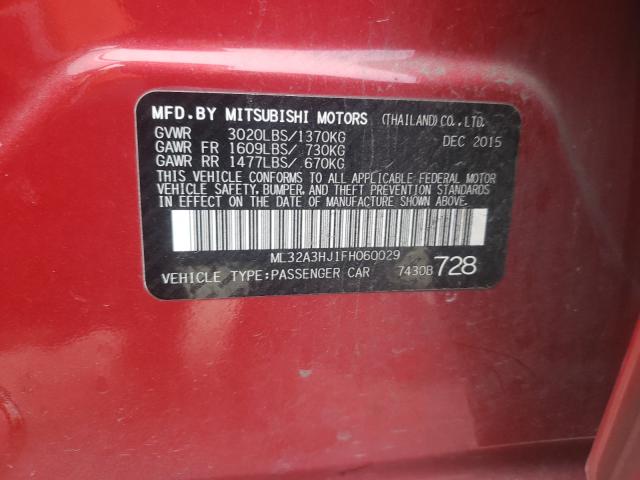 MFD.BY MITSUBISHI MOTORS (THAILAND)CO.,LTD.
GVWR 3020LBS/1370KG DEC 2015
GAWR FR 1609LBS/ 730KG
GAWR RR 1477LBS/ 670KG
THIS VEHICLE CONFORMS TO ALL APPLICABLE FEDERAL MOTOR
VEHICLE SAFETY, BUMPER, AND THEFT PREVENTION STANDARDS
IN EFFECT ON THE DATE OF MANUFACTURE SHOWN ABOVE.
ML32A3HJ1FH060029
VEHICLE TYPE:PASSENGER CAR 7430B 728